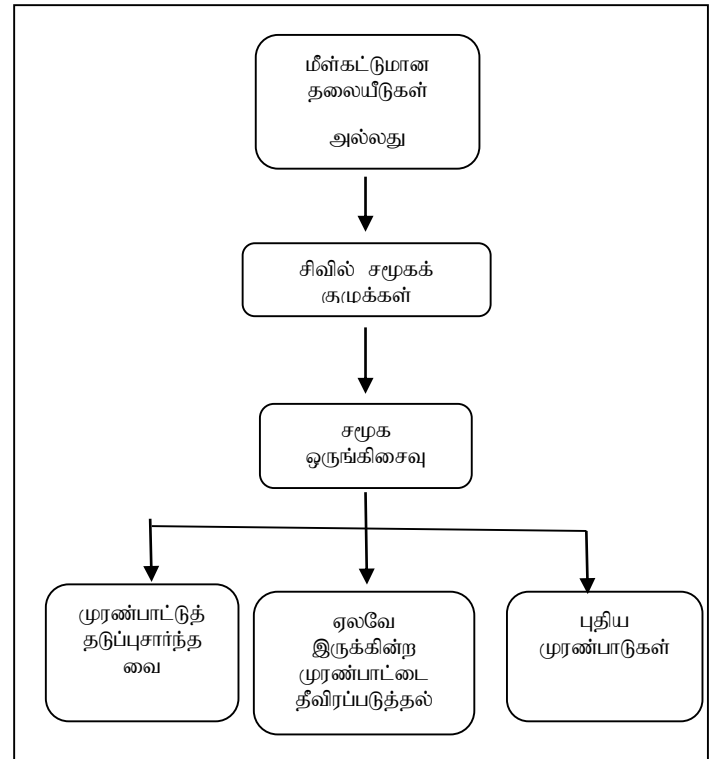 மீள்கட்டுமான
தலையீடுகள்
அல்லது
சிவில் சமூகக்
குழுக்கள்
சமூக
ஒருங்கிசைவு
முரண்பாட்டுத்
தடுப்புசார்ந்த
வை
ஏலவே
இருக்கின்ற
முரண்பாட்டை
தீவிரப்படுத்தல்
புதிய
முரண்பாடுகள்